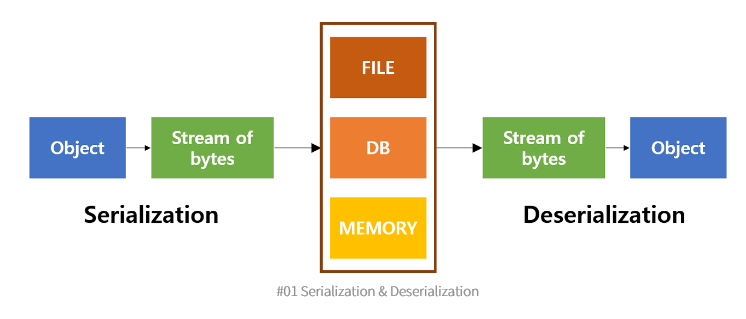 FILE
Object
Stream of
bytes
DB
Stream of
bytes
Object
Serialization
MEMORY
Deserialization
#01 Serialization & Deserialization